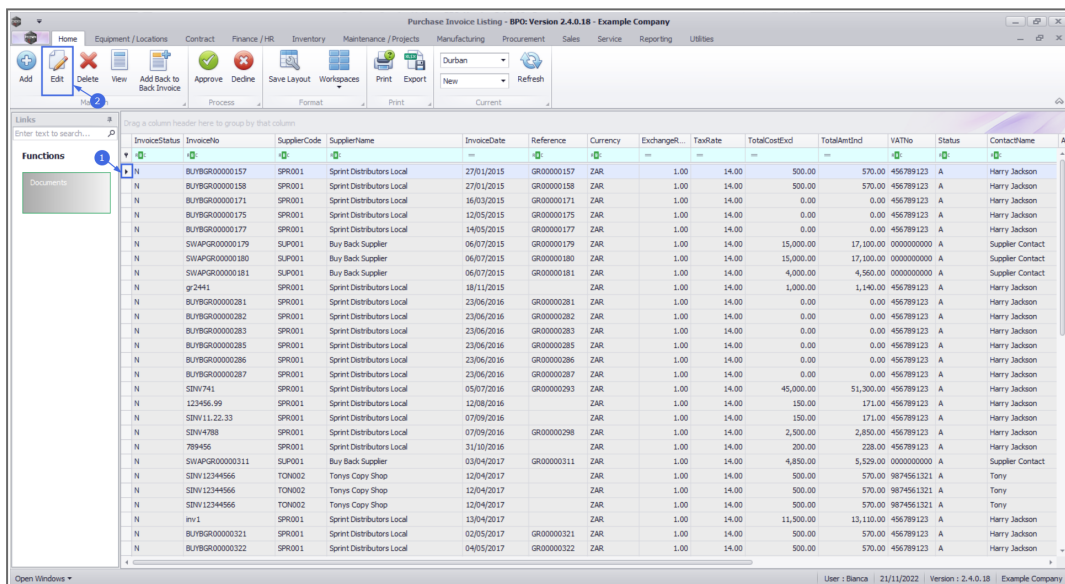 Purchase Invoice Listing - BPO: Version 2.4.0.18 - Example Company
Home Equipment / Locations Contract Finance / HR Inventory Maintenance / Projects Manufacturing Procurement Sales Service Reporting Utilities
Add Edit Delete View Add Back to Back Invoice Approve Decline Save Layout Workspaces Print Export Durban New Refresh
Process Format Print Current
2
Links
Drag a column header here to group by that column
Enter text to search...
InvoiceStatus InvoiceNo SupplierCode SupplierName InvoiceDate Reference Currency ExchangeR... TaxRate TotalCostExcl TotalAmtIncl VATNo Status ContactName
Functions
1
Documents
N BUYBGR00000157 SPR001 Sprint Distributors Local 27/01/2015 GR00000157 ZAR 1.00 14.00 500.00 570.00 456789123 A Harry Jackson
N BUYBGR00000158 SPR001 Sprint Distributors Local 27/01/2015 GR00000158 ZAR 1.00 14.00 500.00 570.00 456789123 A Harry Jackson
N BUYBGR00000171 SPR001 Sprint Distributors Local 16/03/2015 GR00000171 ZAR 1.00 14.00 0.00 0.00 456789123 A Harry Jackson
N BUYBGR00000175 SPR001 Sprint Distributors Local 12/05/2015 GR00000175 ZAR 1.00 14.00 0.00 0.00 456789123 A Harry Jackson
N BUYBGR00000177 SPR001 Sprint Distributors Local 14/05/2015 GR00000177 ZAR 1.00 14.00 0.00 0.00 456789123 A Harry Jackson
N SWAPGR00000179 SUP001 Buy Back Supplier 06/07/2015 GR00000179 ZAR 1.00 14.00 15,000.00 17,100.00 0000000000 A Supplier Contact
N SWAPGR00000180 SUP001 Buy Back Supplier 06/07/2015 GR00000180 ZAR 1.00 14.00 15,000.00 17,100.00 0000000000 A Supplier Contact
N SWAPGR00000181 SUP001 Buy Back Supplier 06/07/2015 GR00000181 ZAR 1.00 14.00 4,000.00 4,560.00 0000000000 A Supplier Contact
N gr2441 SPR001 Sprint Distributors Local 18/11/2015 ZAR 1.00 14.00 1,000.00 1,140.00 456789123 A Harry Jackson
N BUYBGR00000281 SPR001 Sprint Distributors Local 23/06/2016 GR00000281 ZAR 1.00 14.00 0.00 0.00 456789123 A Harry Jackson
N BUYBGR00000282 SPR001 Sprint Distributors Local 23/06/2016 GR00000282 ZAR 1.00 14.00 0.00 0.00 456789123 A Harry Jackson
N BUYBGR00000283 SPR001 Sprint Distributors Local 23/06/2016 GR00000283 ZAR 1.00 14.00 0.00 0.00 456789123 A Harry Jackson
N BUYBGR00000285 SPR001 Sprint Distributors Local 23/06/2016 GR00000285 ZAR 1.00 14.00 0.00 0.00 456789123 A Harry Jackson
N BUYBGR00000286 SPR001 Sprint Distributors Local 23/06/2016 GR00000286 ZAR 1.00 14.00 0.00 0.00 456789123 A Harry Jackson
N BUYBGR00000287 SPR001 Sprint Distributors Local 23/06/2016 GR00000287 ZAR 1.00 14.00 0.00 0.00 456789123 A Harry Jackson
N SINV741 SPR001 Sprint Distributors Local 05/07/2016 GR00000293 ZAR 1.00 14.00 45,000.00 51,300.00 456789123 A Harry Jackson
N 123456.99 SPR001 Sprint Distributors Local 12/08/2016 ZAR 1.00 14.00 150.00 171.00 456789123 A Harry Jackson
N SINV11.22.33 SPR001 Sprint Distributors Local 07/09/2016 ZAR 1.00 14.00 150.00 171.00 456789123 A Harry Jackson
N SINV4788 SPR001 Sprint Distributors Local 07/09/2016 GR00000298 ZAR 1.00 14.00 2,500.00 2,850.00 456789123 A Harry Jackson
N 789456 SPR001 Sprint Distributors Local 31/10/2016 ZAR 1.00 14.00 200.00 228.00 456789123 A Harry Jackson
N SWAPGR00000311 SUP001 Buy Back Supplier 03/04/2017 GR00000311 ZAR 1.00 14.00 4,850.00 5,529.00 0000000000 A Supplier Contact
N SINV12344566 TON002 Tonys Copy Shop 12/04/2017 ZAR 1.00 14.00 500.00 570.00 9874561321 A Tony
N SINV12344566 TON002 Tonys Copy Shop 12/04/2017 ZAR 1.00 14.00 500.00 570.00 9874561321 A Tony
N SINV12344566 TON002 Tonys Copy Shop 12/04/2017 ZAR 1.00 14.00 500.00 570.00 9874561321 A Tony
N inv1 SPR001 Sprint Distributors Local 13/04/2017 ZAR 1.00 14.00 11,500.00 13,110.00 456789123 A Harry Jackson
N BUYBGR00000321 SPR001 Sprint Distributors Local 02/05/2017 GR00000321 ZAR 1.00 14.00 500.00 570.00 456789123 A Harry Jackson
N BUYBGR00000322 SPR001 Sprint Distributors Local 04/05/2017 GR00000322 ZAR 1.00 14.00 500.00 570.00 456789123 A Harry Jackson
Open Windows User : Bianca 21/11/2022 Version : 2.4.0.18 Example Company